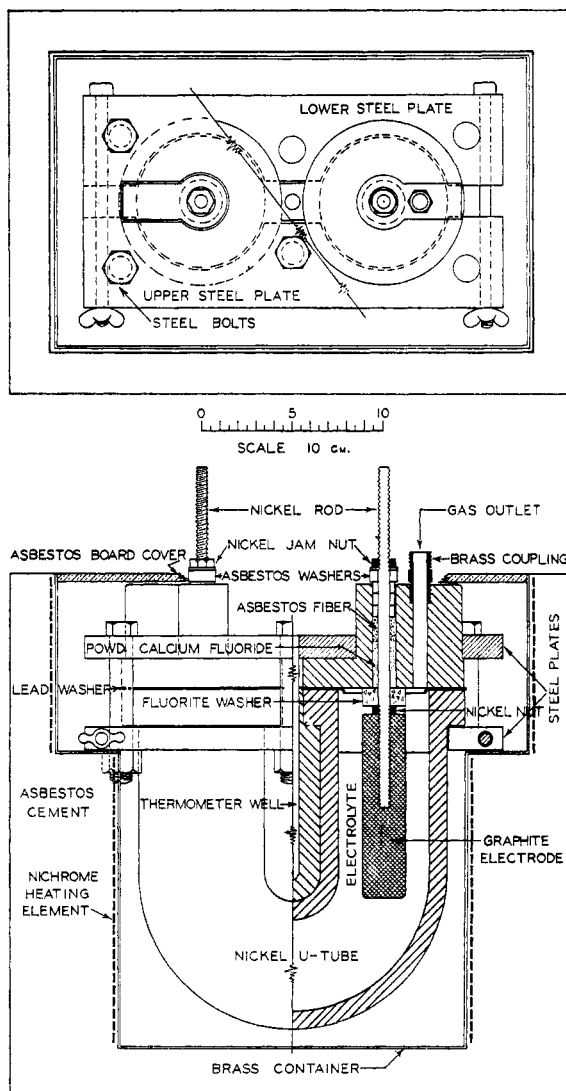 LOWER STEEL PLATE
UPPER STEEL PLATE
STEEL BOLTS
0 5 10
SCALE 10 CM.
NICKEL ROD
GAS OUTLET
NICKEL JAM NUT
BRASS COUPLING
ASBESTOS BOARD COVER
ASBESTOS WASHERS
ASBESTOS FIBER
POWD. CALCIUM FLUORIDE
STEEL PLATES
LEAD WASHER
FLUORITE WASHER
NICKEL NUT
ASBESTOS
CEMENT
THERMOMETER WELL
ELECTROLYTE
GRAPHITE
ELECTRODE
NICHROME
HEATING
ELEMENT
NICKEL U-TUBE
BRASS CONTAINER